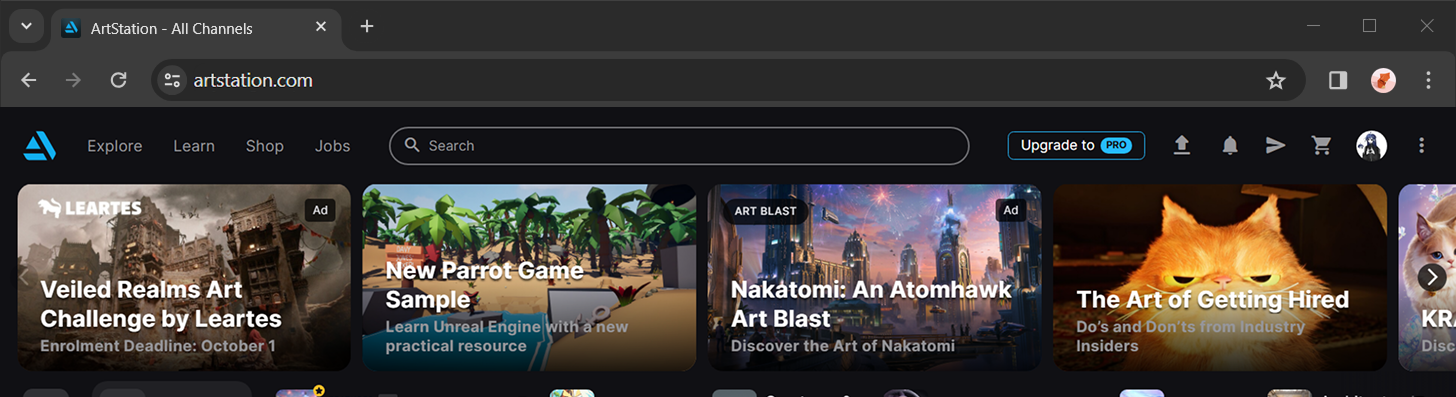 ArtStation - All Channels
artstation.com
Explore Learn Shop Jobs
Search
Upgrade to PRO
LEARTES
Ad
Veiled Realms Art
Challenge by Leartes
Enrolment Deadline: October 1
New Parrot Game
Sample
Learn Unreal Engine with a new
practical resource
ART BLAST
Ad
Nakatomi: An Atomhawk
Art Blast
Discover the Art of Nakatomi
The Art of Getting Hired
Do's and Don'ts from Industry
Insiders
KRA
Disc